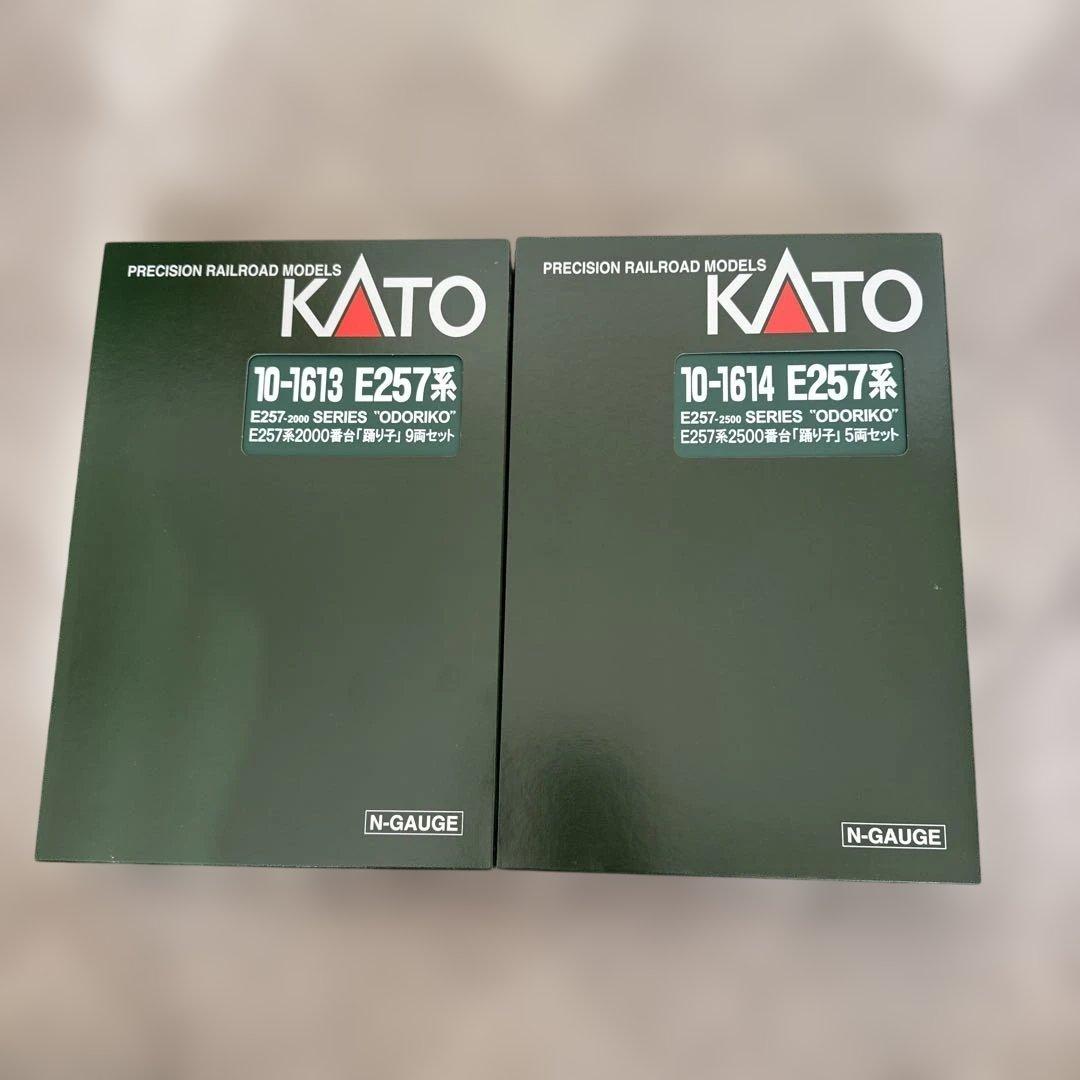 PRECISION RAILROAD MODELS
KATO
10-1613 E257系
E257-2000 SERIES "ODORIKO"
E257系2000番台「踊り子」9両セット
N-GAUGE
PRECISION RAILROAD MODELS
KATO
10-1614 E257系
E257-2500 SERIES "ODORIKO"
E257系2500番台「踊り子」5両セット
N-GAUGE